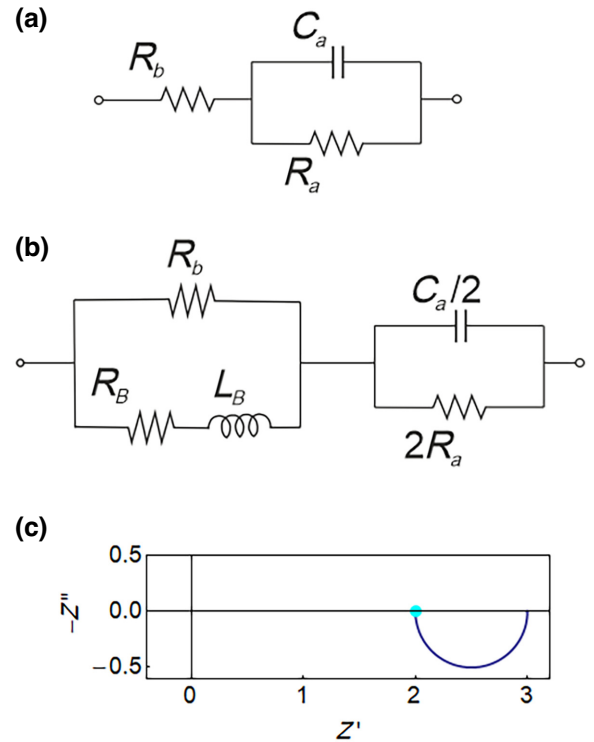 (a)
C_a
R_b
R_a
(b)
R_b
C_a/2
R_B L_B
2R_a
(c)
0.5
0.0
−0.5
-Z''
0 1 2 3
Z'